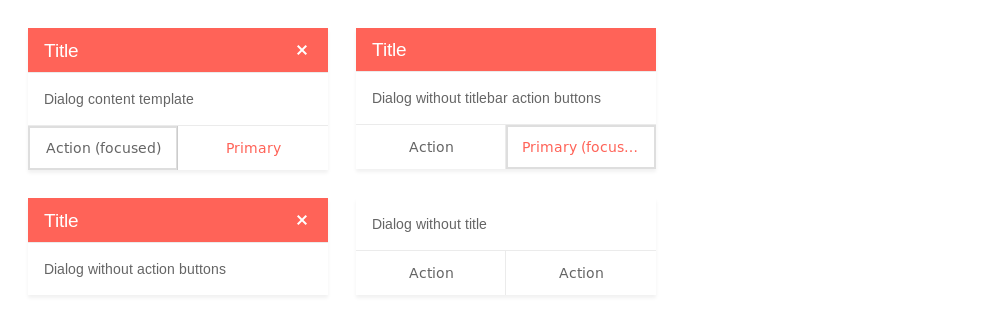 Title ×
Dialog content template
Action (focused) Primary
Title
Dialog without titlebar action buttons
Action Primary (focus...
Title ×
Dialog without action buttons
Dialog without title
Action Action